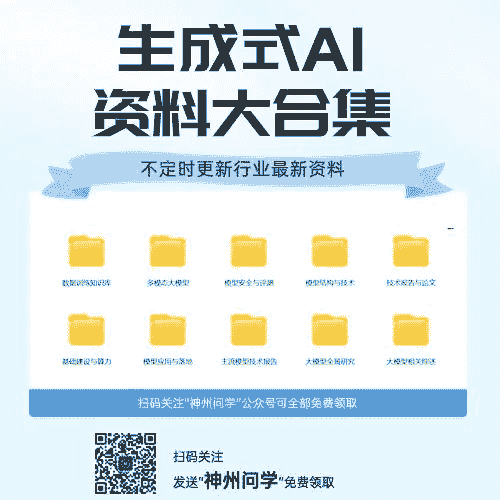 生成式AI
资料大合集
不定时更新行业最新资料
数据训练知识库
多模态大模型
模型安全与挑战
模型结构与技术
技术报告与论文
基础建设与算力
模型应用与落地
主流模型技术报告
大模型全景研究
大模型相关综述
扫码关注"神州问学"公众号可全部免费领取
扫码关注
发送"神州问学"免费领取